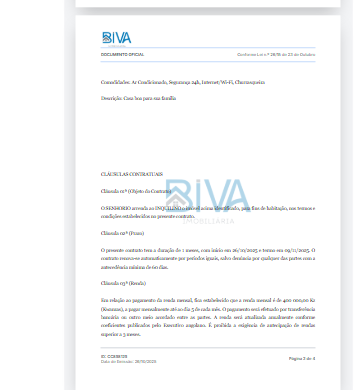 BIVA
DOCUMENTO OFICIAL
Conforme Lei n.º 26/15 de 23 de Outubro
Comodidades: Ar Condicionado, Segurança 24h, Internet/Wi-Fi, Churrasqueira
Descrição: Casa boa para sua família
CLÁUSULAS CONTRATUAIS
Cláusula 01ª (Objeto do Contrato)
O SENHORIO arrenda ao INQUILINO o imóvel acima identificado, para fins de habitação, nos termos e
condições estabelecidos no presente contrato.
BIVA
IMOBILIARIA
Cláusula 02ª (Prazo)
O presente contrato tem a duração de 1 meses, com início em 26/10/2025 e termo em 09/11/2025. O
contrato renova-se automaticamente por períodos iguais, salvo denúncia por qualquer das partes com a
antecedência mínima de 60 dias.
Cláusula 03ª (Renda)
Em relação ao pagamento da renda mensal, fica estabelecido que a renda mensal é de 400 000,00 Kz
(Kwanzas), a pagar mensalmente até ao dia 5 de cada mês. O pagamento será efetuado por transferência
bancária ou outro meio acordado entre as partes. A renda será atualizada anualmente conforme
coeficientes publicados pelo Executivo angolano. É proibida a exigência de antecipação de rendas
superior a 3 meses.
Data de Emissão: 26/10/2025
Página 2 de 4